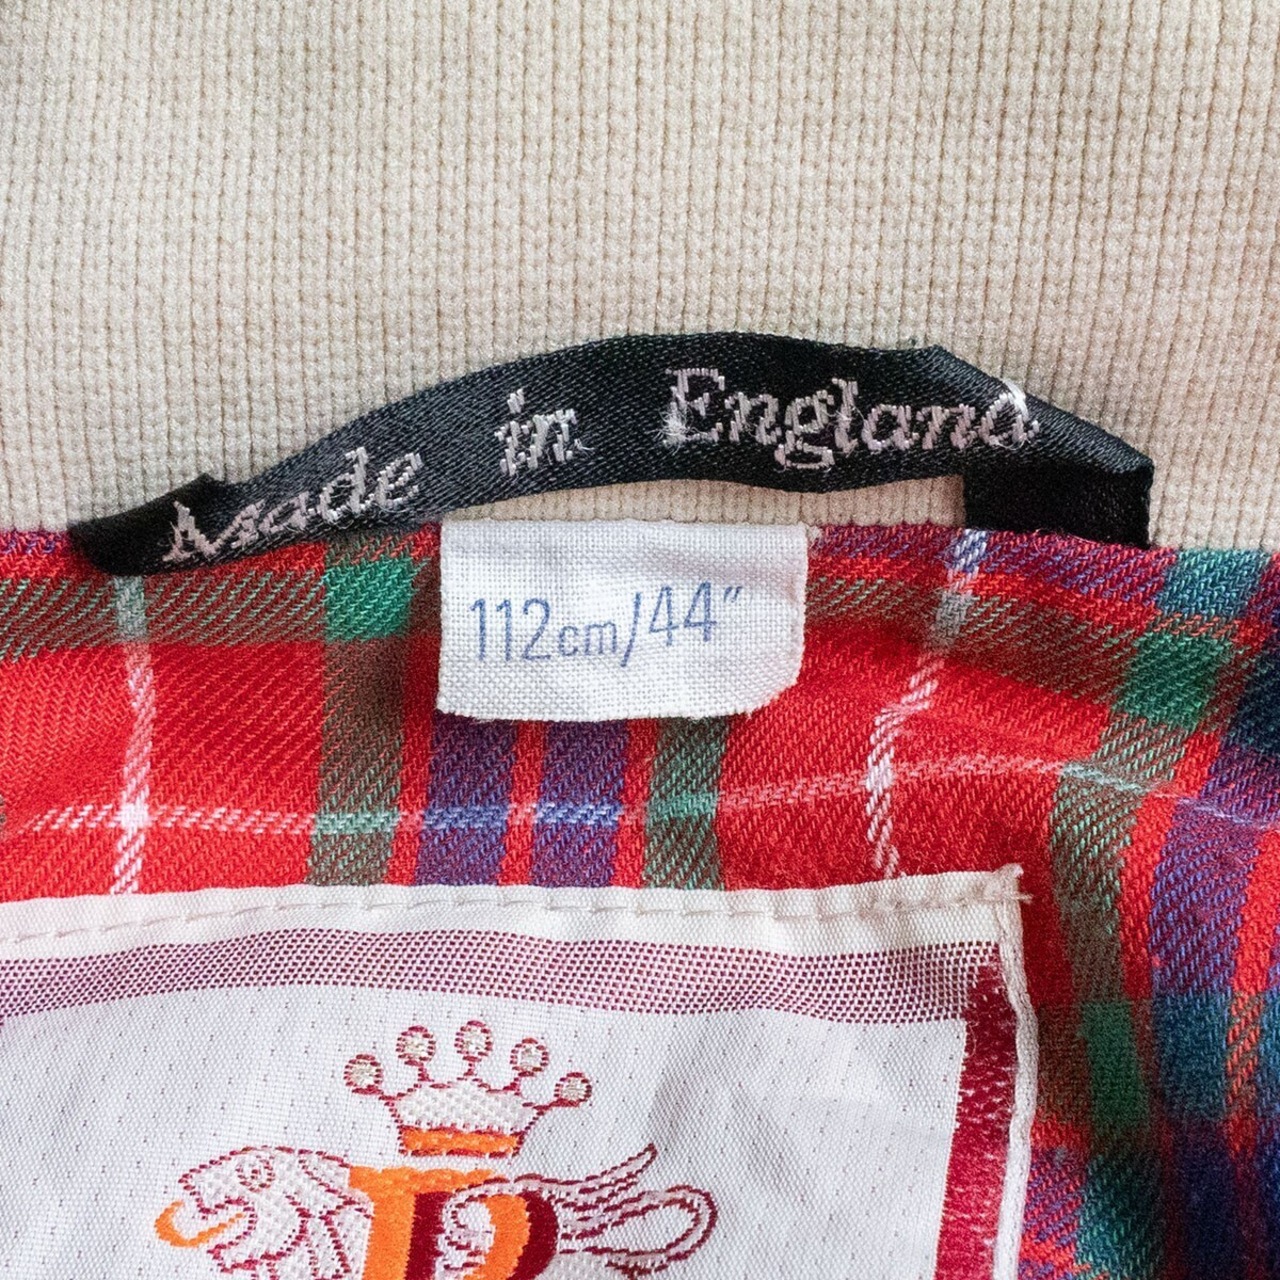 Made in England
112cm/44"
P